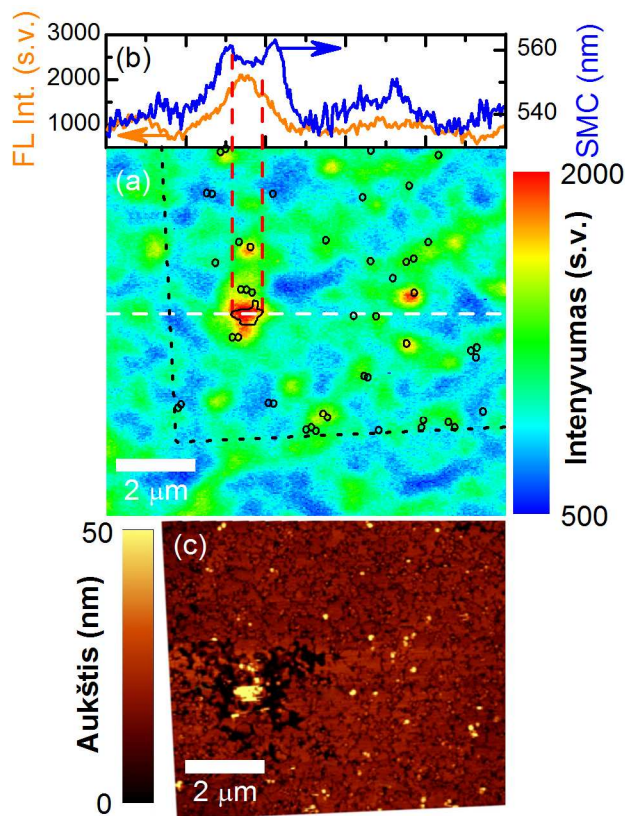 3000
2000
1000
FL Int. (s.v.)
(b)
560
540
SMC (nm)
(a)
2 μm
2000
500
Intenyvumas (s.v.)
50
0
Aukštis (nm)
(c)
2 μm